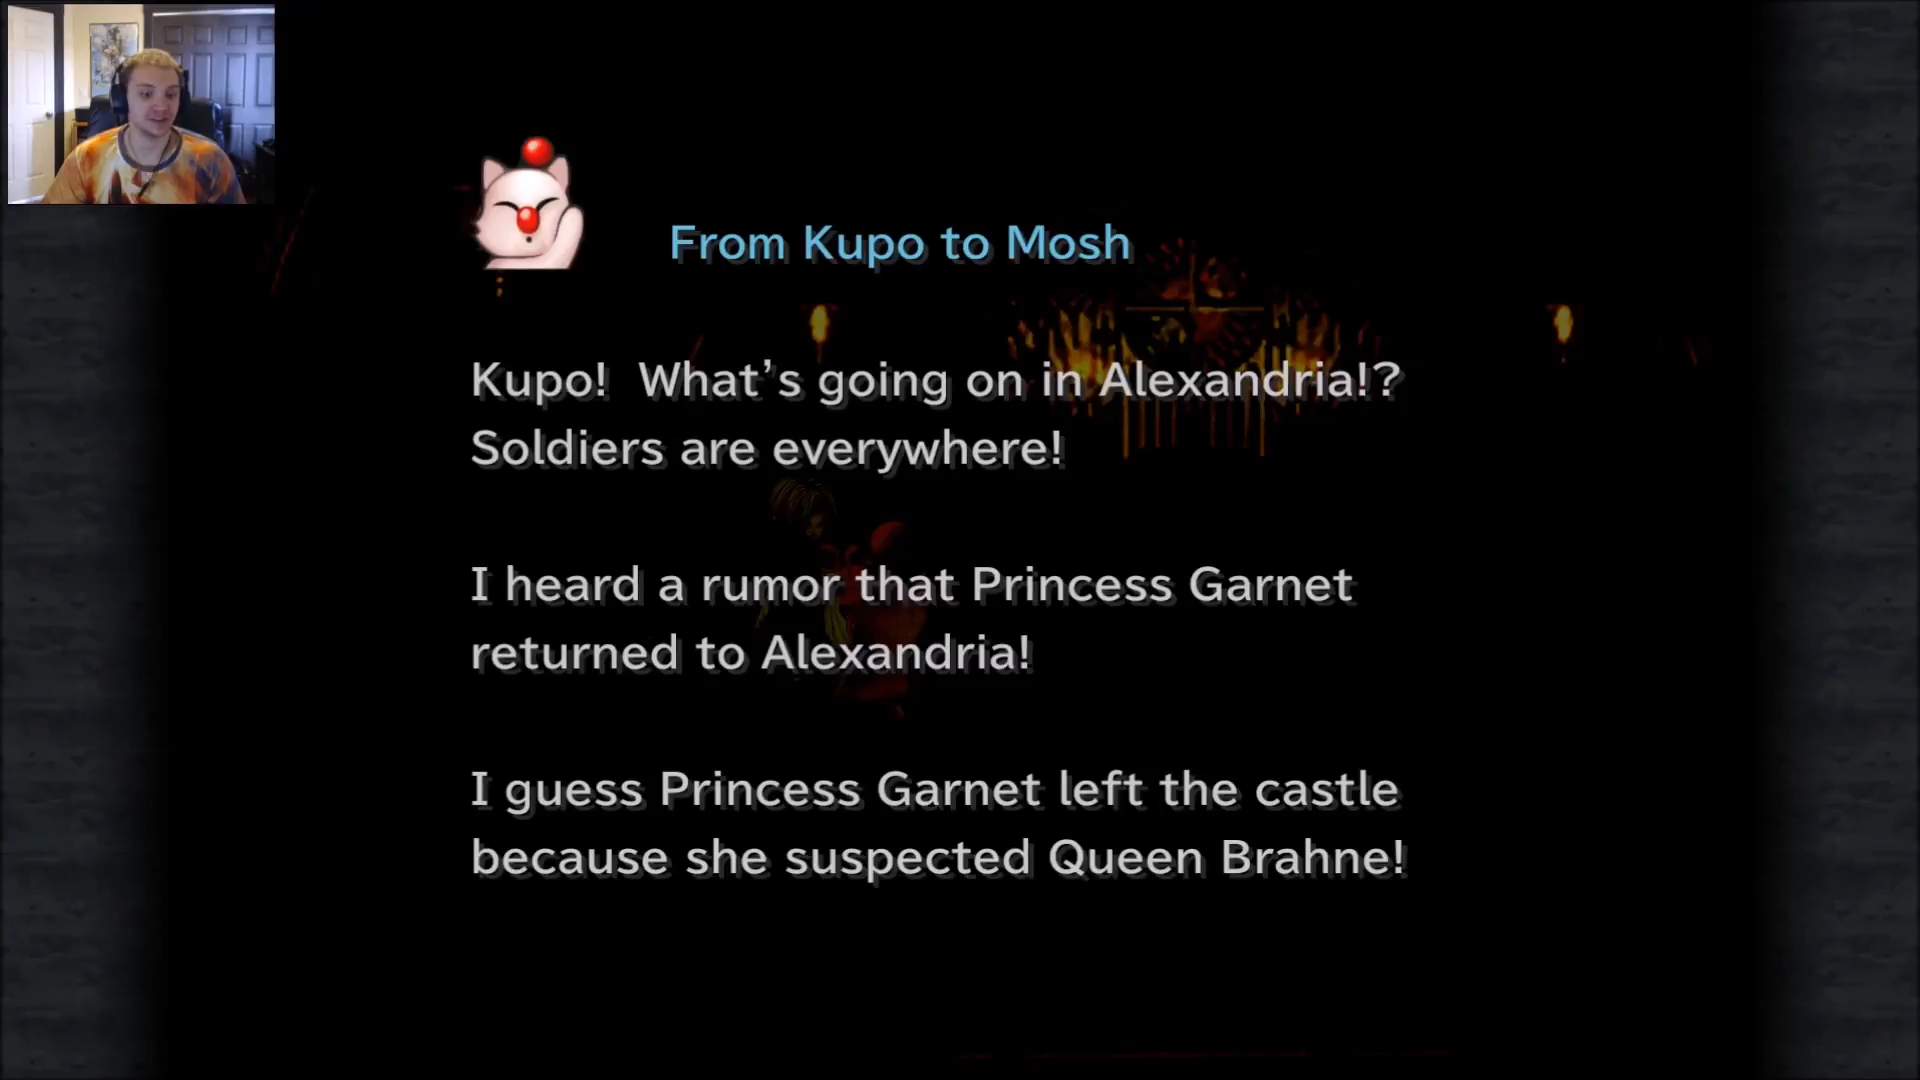 From Kupo to Mosh
Kupo!  What's going on in Alexandria!?
Soldiers are everywhere!
I heard a rumor that Princess Garnet
returned to Alexandria!
I guess Princess Garnet left the castle
because she suspected Queen Brahne!